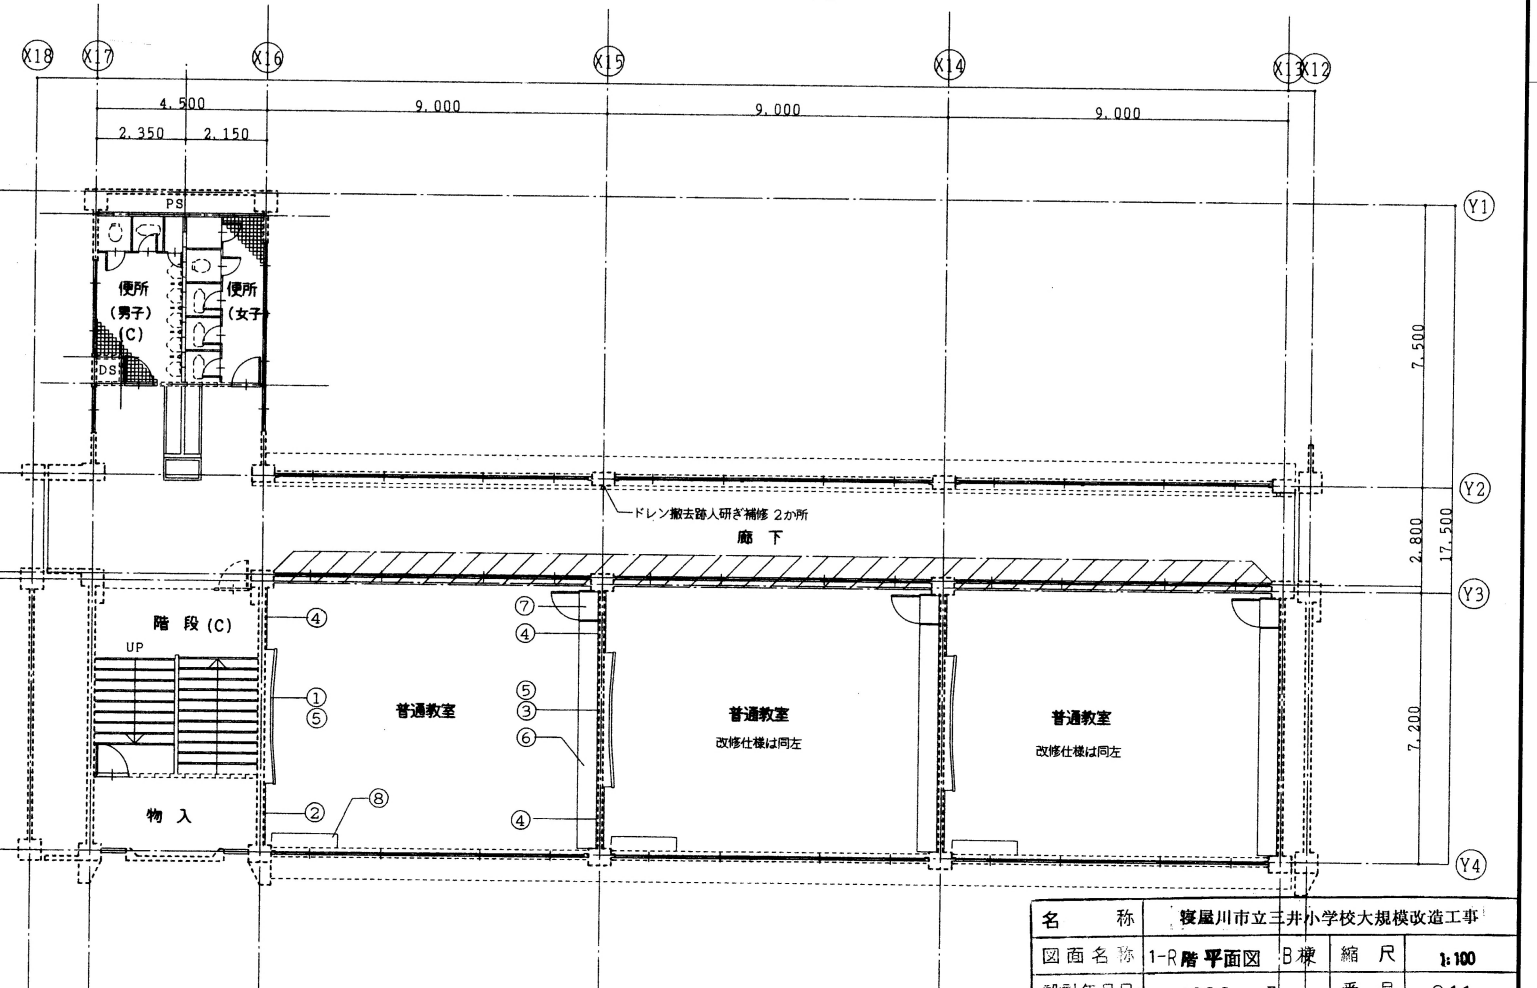 X18 X17 X16 X15 X14 X13 X12
4,500 9,000 9,000 9,000
2,350 2,150
PS
Y1
便所
(男子)
(C)
便所
(女子)
DS
7,500
Y2
ドレン撤去跡人研ぎ補修 2か所
廊 下
2,800
17,500
Y3
階 段 (C)
UP
④
⑦
④
①
⑤
⑤
③
⑥
普通教室
普通教室
改修仕様は同左
普通教室
改修仕様は同左
7,200
物 入
②
⑧
④
Y4
名 称 寝屋川市立三井小学校大規模改造工事
図面名称 1-R階平面図 B棟 縮 尺 1:100